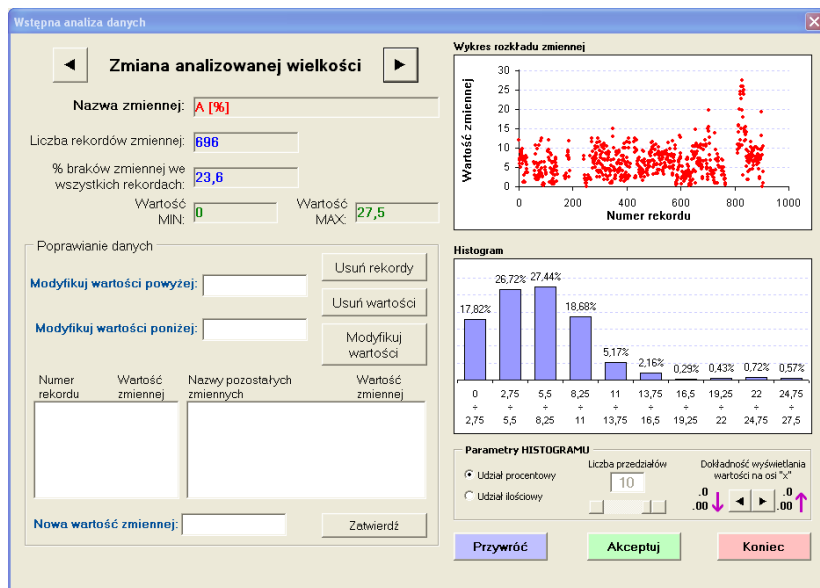 Wstępna analiza danych
Zmiana analizowanej wielkości
Nazwa zmiennej: A [%]
Liczba rekordów zmiennej: 696
% braków zmiennej we
wszystkich rekordach: 23,6
Wartość
MIN: 0
Wartość
MAX: 27,5
Poprawianie danych
Modyfikuj wartości powyżej:
Modyfikuj wartości poniżej:
Usuń rekordy
Usuń wartości
Modyfikuj
wartości
Numer
rekordu
Wartość
zmiennej
Nazwy pozostałych
zmiennych
Wartość
zmiennej
Nowa wartość zmiennej:
Zatwierdź
Wykres rozkładu zmiennej
Wartość zmiennej
30
25
20
15
10
5
0
0 200 400 600 800 1000
Numer rekordu
Histogram
17,82% 26,72% 27,44% 18,68% 5,17% 2,16% 0,29% 0,43% 0,72% 0,57%
0 2,75 5,5 8,25 11 13,75 16,5 19,25 22 24,75
÷ ÷ ÷ ÷ ÷ ÷ ÷ ÷ ÷ ÷
2,75 5,5 8,25 11 13,75 16,5 19,25 22 24,75 27,5
Parametry HISTOGRAMU
Udział procentowy
Udział ilościowy
Liczba przedziałów
10
Dokładność wyświetlania
wartości na osi "x"
.0 .0
.00 .00
Przywróć
Akceptuj
Koniec